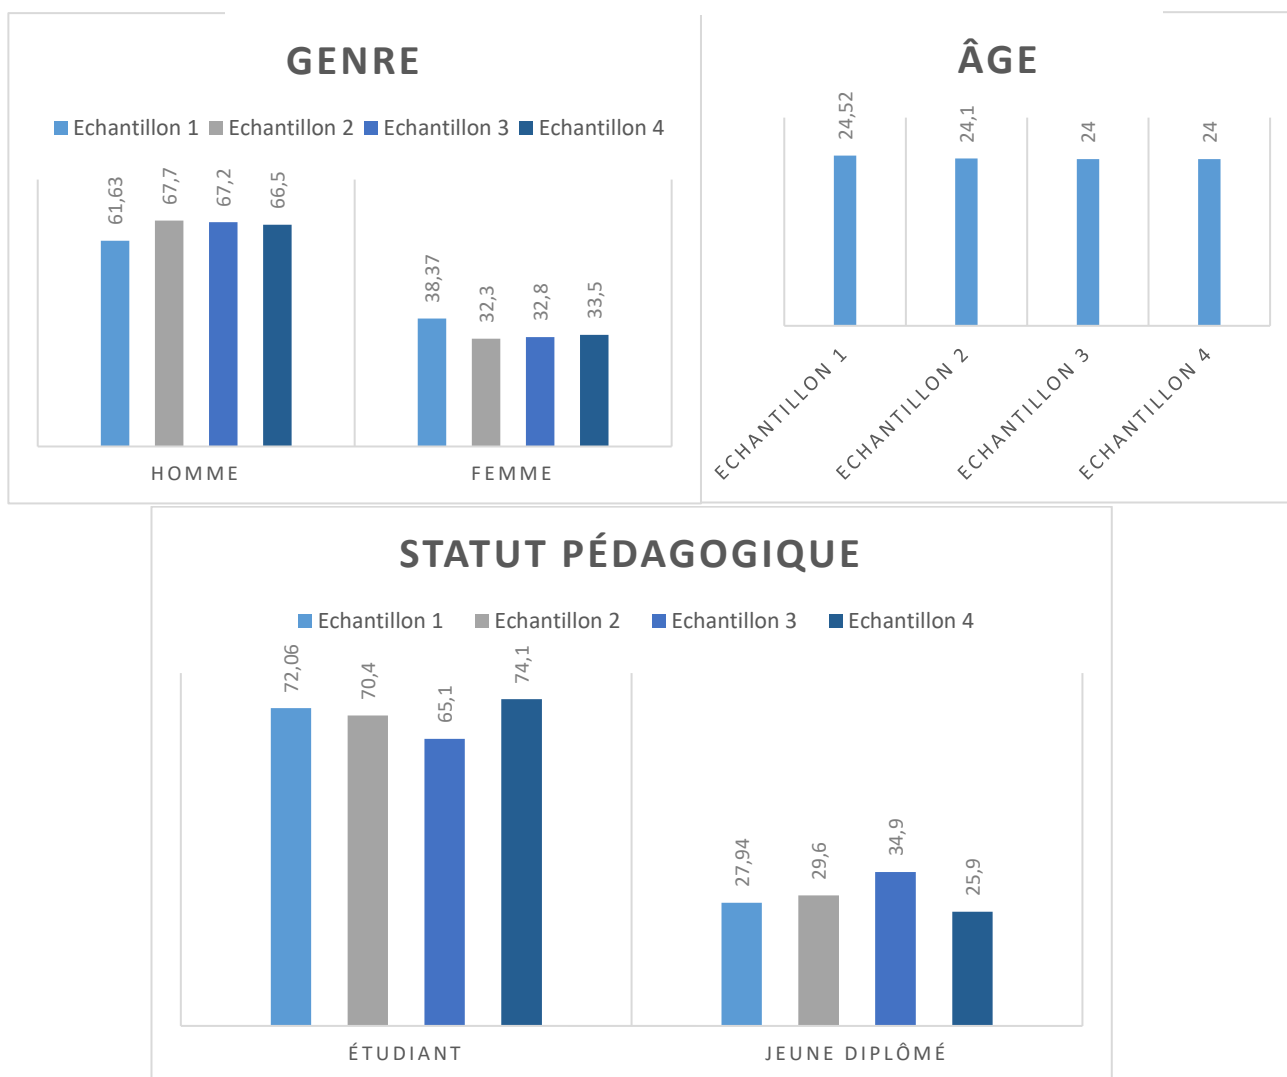 GENRE
Echantillon 1 Echantillon 2 Echantillon 3 Echantillon 4
61,63 67,7 67,2 66,5 38,37 32,3 32,8 33,5
HOMME FEMME
ÂGE
24,52 24,1 24 24
ECHANTILLON 1 ECHANTILLON 2 ECHANTILLON 3 ECHANTILLON 4
STATUT PÉDAGOGIQUE
Echantillon 1 Echantillon 2 Echantillon 3 Echantillon 4
72,06 70,4 65,1 74,1 27,94 29,6 34,9 25,9
ÉTUDIANT JEUNE DIPLÔMÉ